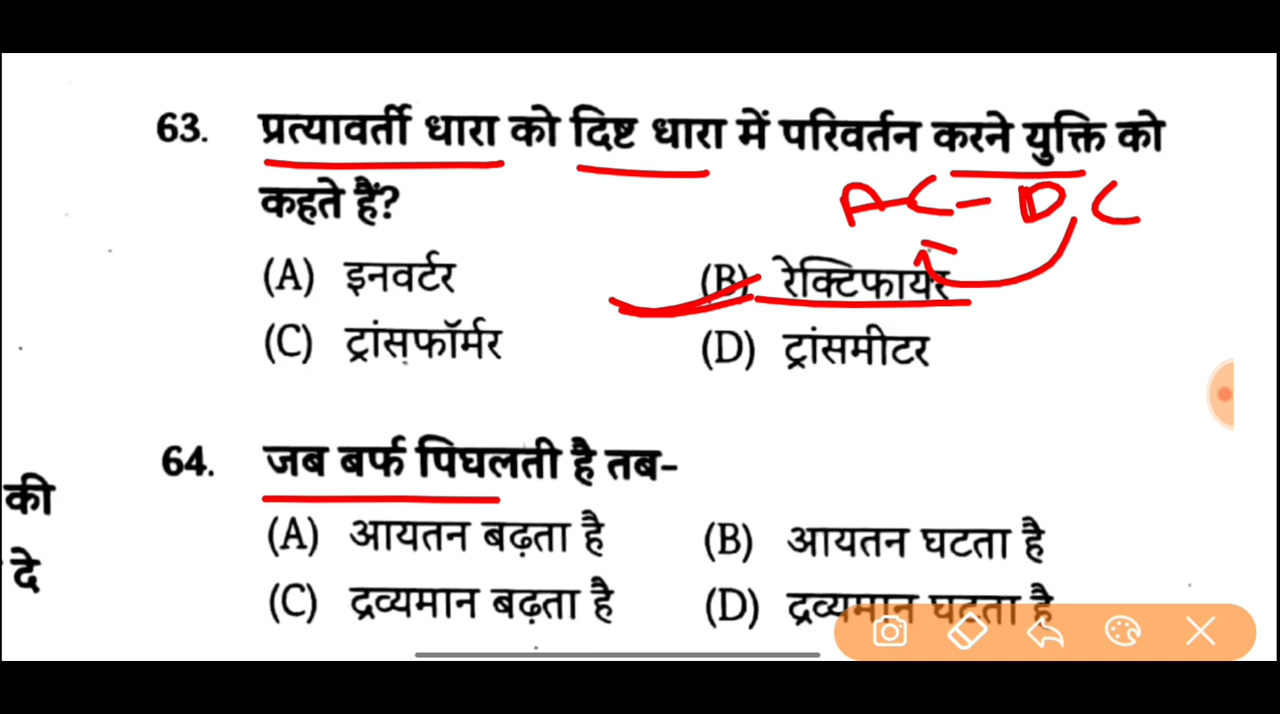 63. प्रत्यावर्ती धारा को दिष्ट धारा में परिवर्तन करने युक्ति को
कहते हैं?
AC - DC
(A) इनवर्टर (B) रेक्टिफायर
(C) ट्रांसफॉर्मर (D) ट्रांसमीटर
64. जब बर्फ पिघलती है तब-
की
(A) आयतन बढ़ता है (B) आयतन घटता है
दे
(C) द्रव्यमान बढ़ता है (D) द्रव्यमान घटता है